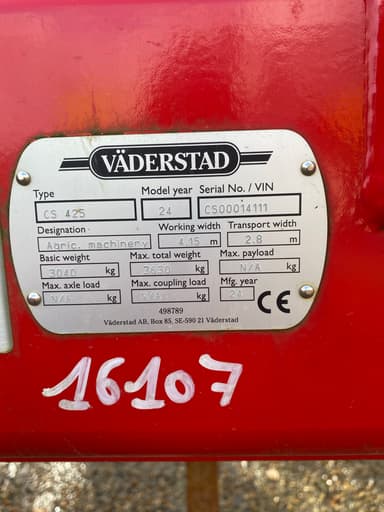 VÄDERSTAD
Type Model year Serial No. / VIN
CS 425 24 CS00014111
Designation Working width Transport width
Agric. machinery 4.15 m 2.8 m
Basic weight Max. total weight Max. payload
3040 kg 3630 kg N/A kg
Max. axle load Max. coupling load Mfg. year
N/A kg N/A kg 24 CE
498789
Väderstad AB, Box 85, SE-590 21 Väderstad
16107